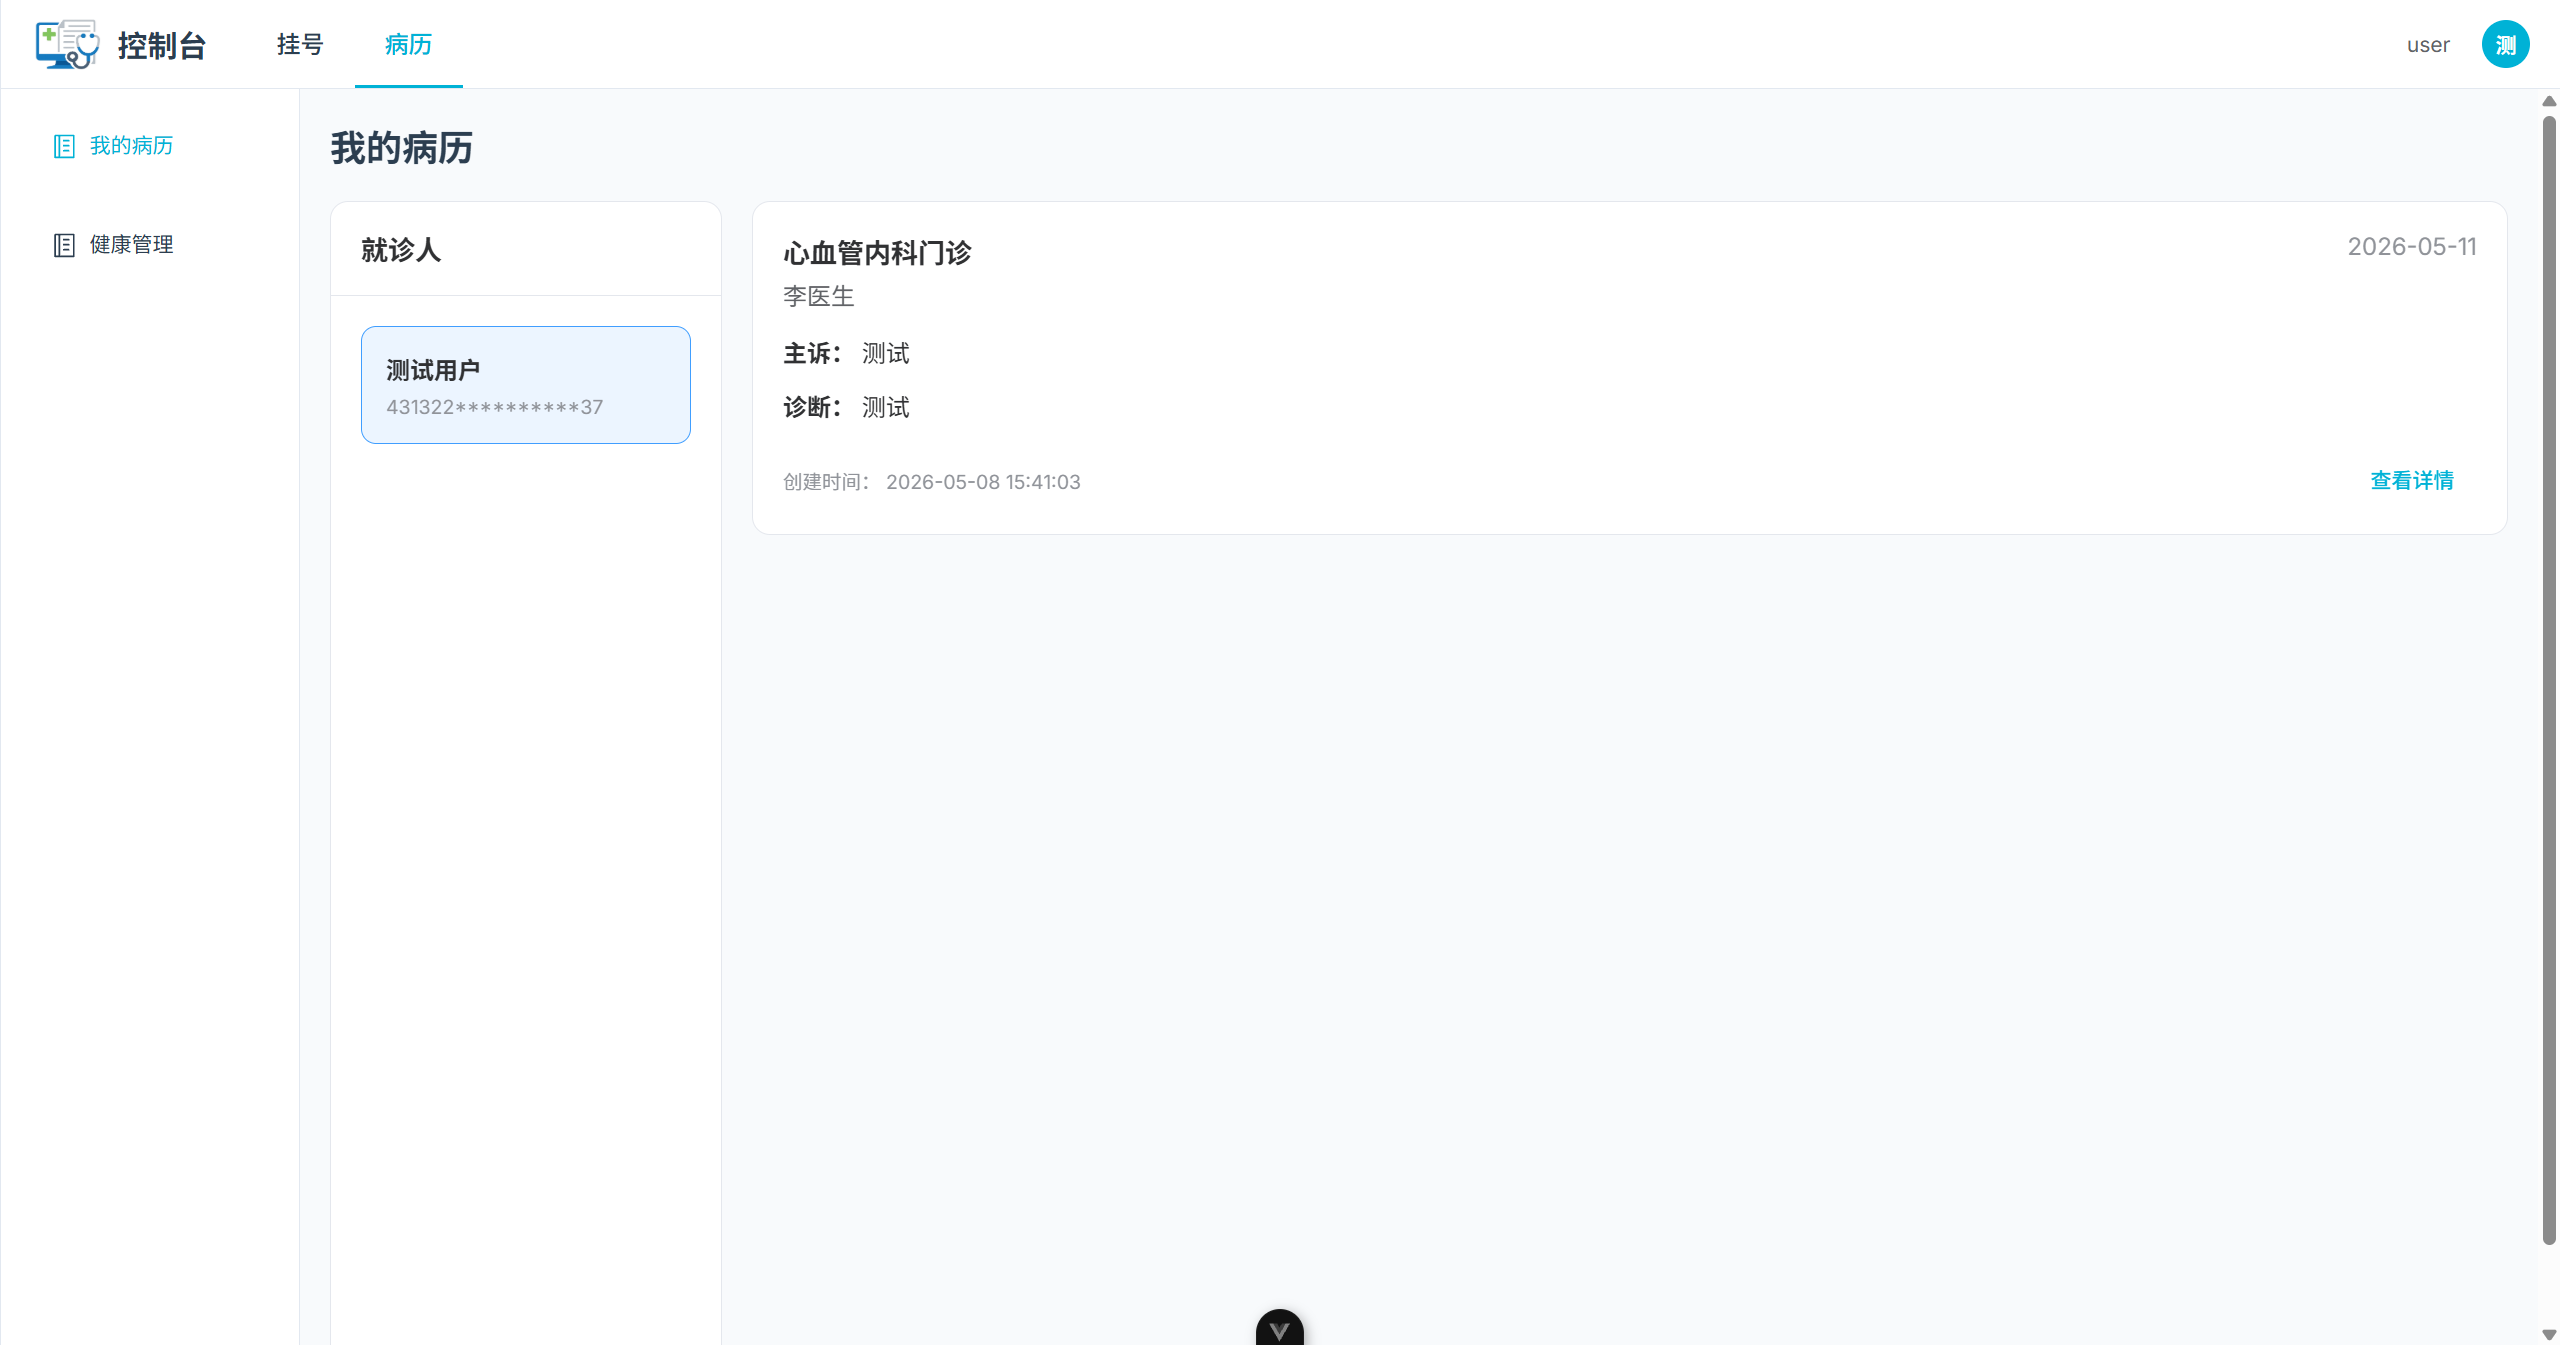 控制台
挂号
病历
user
测
我的病历
健康管理
我的病历
就诊人
测试用户
431322**********37
心血管内科门诊
2026-05-11
李医生
主诉： 测试
诊断： 测试
创建时间： 2026-05-08 15:41:03
查看详情